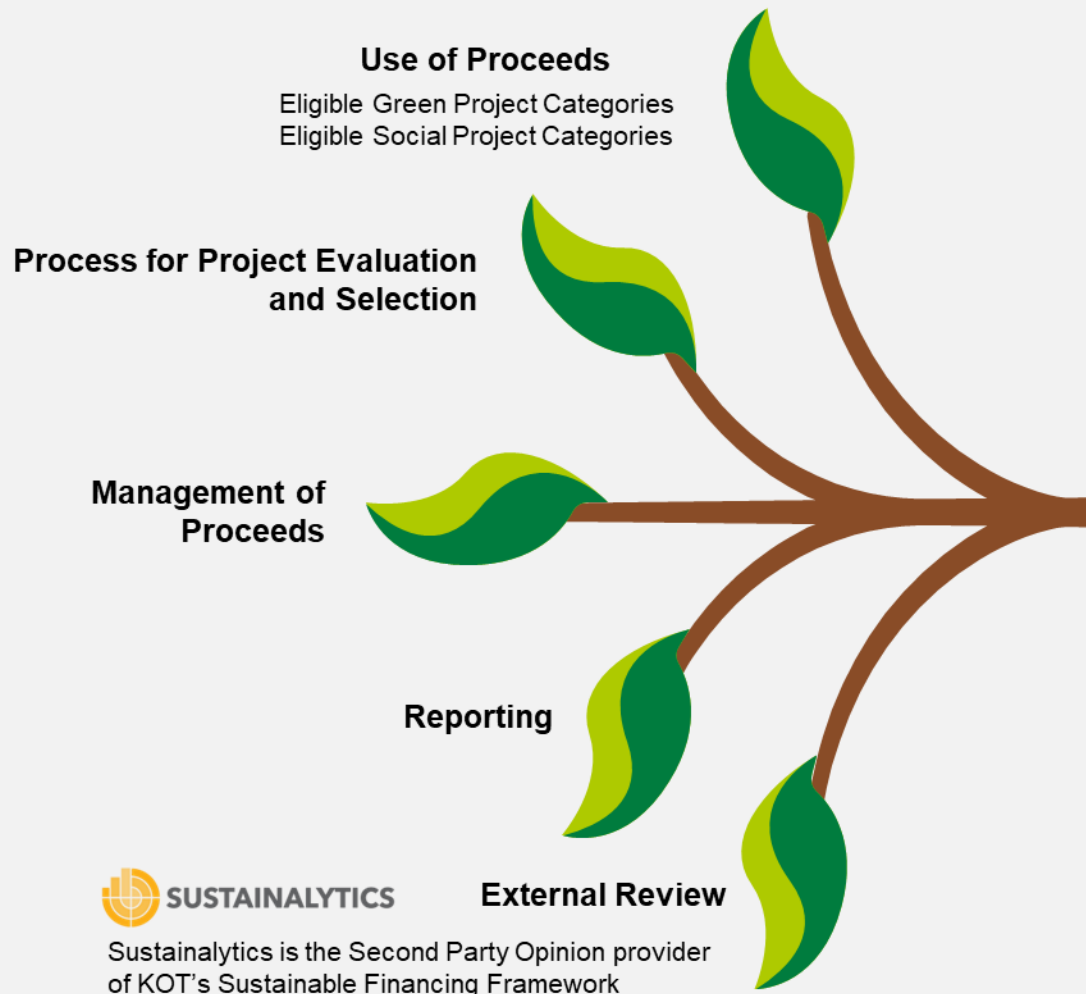 Use of Proceeds
Eligible Green Project Categories
Eligible Social Project Categories
Process for Project Evaluation
and Selection
Management of
Proceeds
Reporting
External Review
SUSTAINALYTICS
Sustainalytics is the Second Party Opinion provider
of KOT's Sustainable Financing Framework